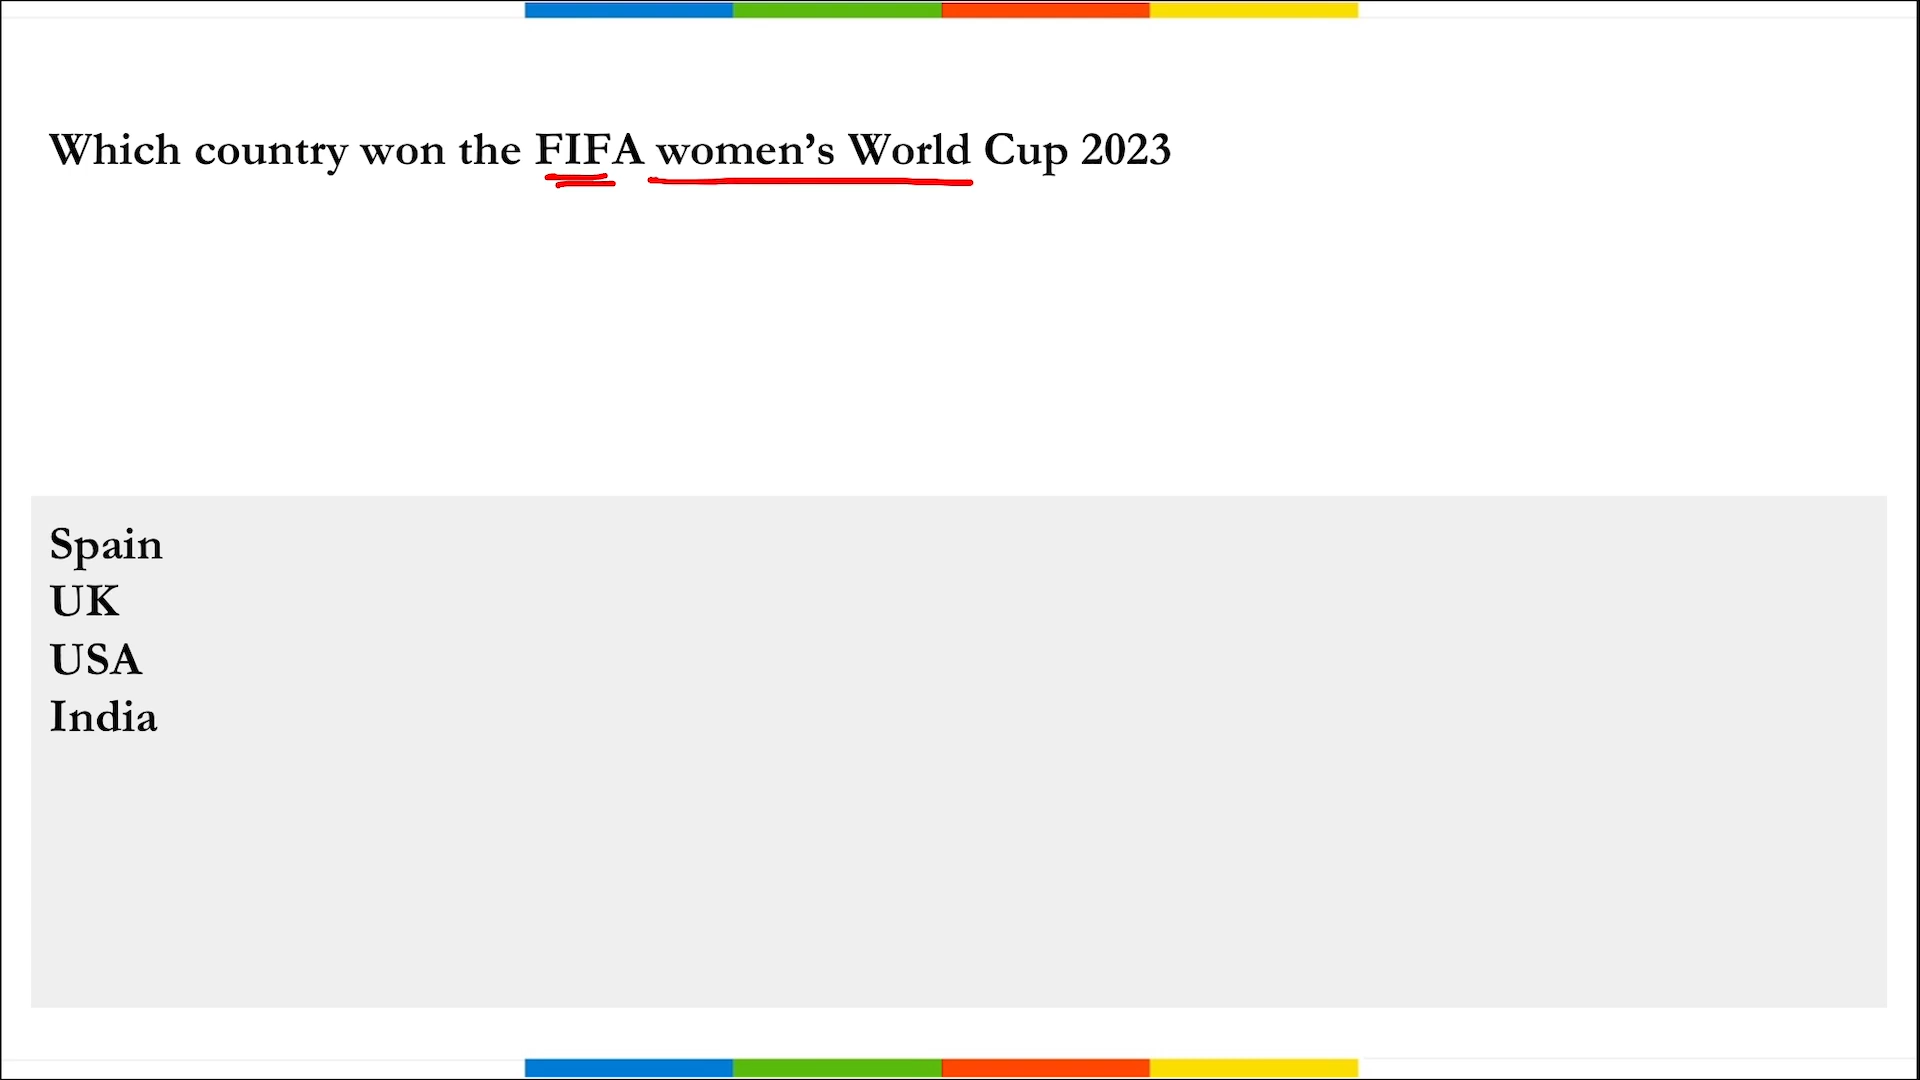 Which country won the FIFA women’s World Cup 2023
Spain
UK
USA
India